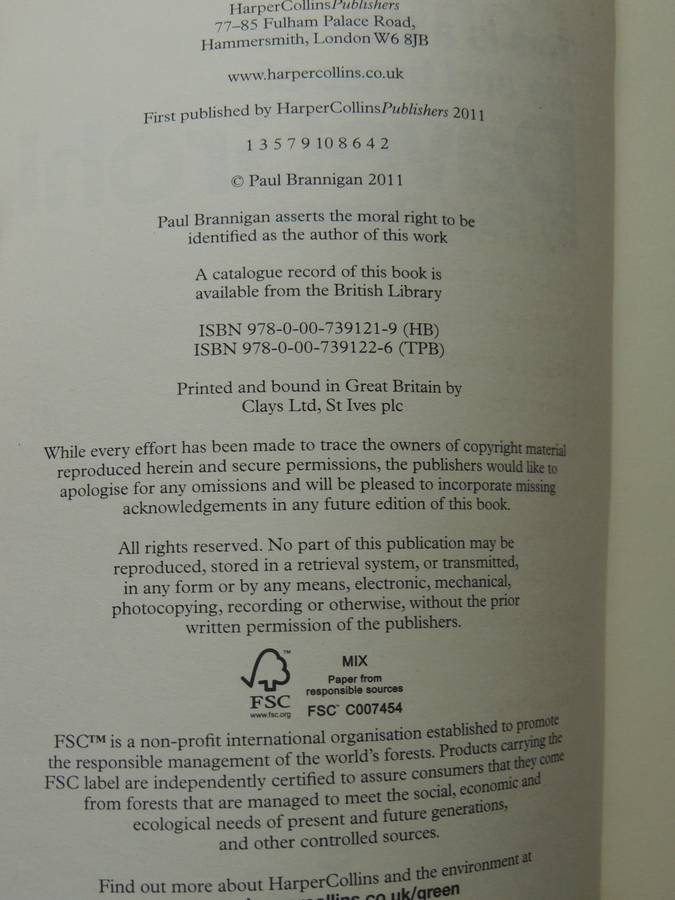 HarperCollinsPublishers
77–85 Fulham Palace Road,
Hammersmith, London W6 8JB
www.harpercollins.co.uk
First published by HarperCollinsPublishers 2011
1 3 5 7 9 10 8 6 4 2
© Paul Brannigan 2011
Paul Brannigan asserts the moral right to be
identified as the author of this work
A catalogue record of this book is
available from the British Library
ISBN 978-0-00-739121-9 (HB)
ISBN 978-0-00-739122-6 (TPB)
Printed and bound in Great Britain by
Clays Ltd, St Ives plc
While every effort has been made to trace the owners of copyright material
reproduced herein and secure permissions, the publishers would like to
apologise for any omissions and will be pleased to incorporate missing
acknowledgements in any future edition of this book.
All rights reserved. No part of this publication may be
reproduced, stored in a retrieval system, or transmitted,
in any form or by any means, electronic, mechanical,
photocopying, recording or otherwise, without the prior
written permission of the publishers.
™
FSC
www.fsc.org
MIX
Paper from
responsible sources
FSC™ C007454
FSC™ is a non-profit international organisation established to promote
the responsible management of the world's forests. Products carrying the
FSC label are independently certified to assure consumers that they come
from forests that are managed to meet the social, economic and
ecological needs of present and future generations,
and other controlled sources.
Find out more about HarperCollins and the environment at
co.uk/green